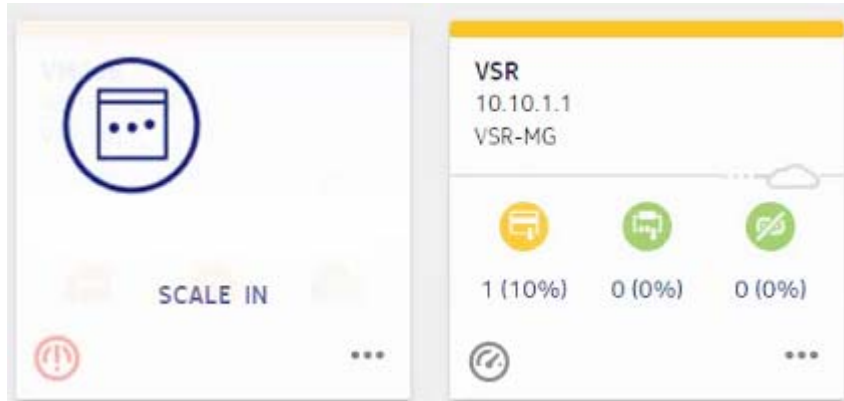 SCALE IN
VSR
10.10.1.1
VSR-MG
1 (10%)
0 (0%)
0 (0%)